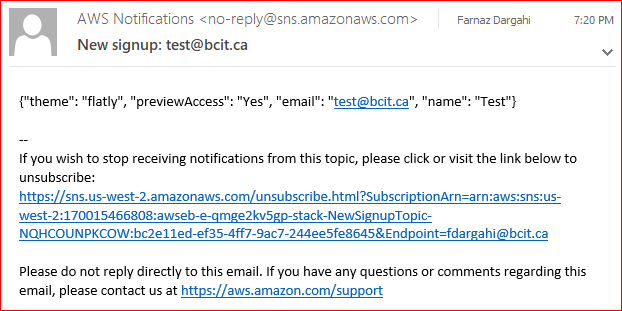 AWS Notifications <no-reply@sns.amazonaws.com> Farnaz Dargahi 7:20 PM
New signup: test@bcit.ca
{"theme": "flatly", "previewAccess": "Yes", "email": "test@bcit.ca", "name": "Test"}
--
If you wish to stop receiving notifications from this topic, please click or visit the link below to
unsubscribe:
https://sns.us-west-2.amazonaws.com/unsubscribe.html?SubscriptionArn=arn:aws:sns:us-
west-2:170015466808:awseb-e-qmge2kv5gp-stack-NewSignupTopic-
NQHCOUNPKCOW:bc2e11ed-ef35-4ff7-9ac7-244ee5fe8645&Endpoint=fdargahi@bcit.ca
Please do not reply directly to this email. If you have any questions or comments regarding this
email, please contact us at https://aws.amazon.com/support